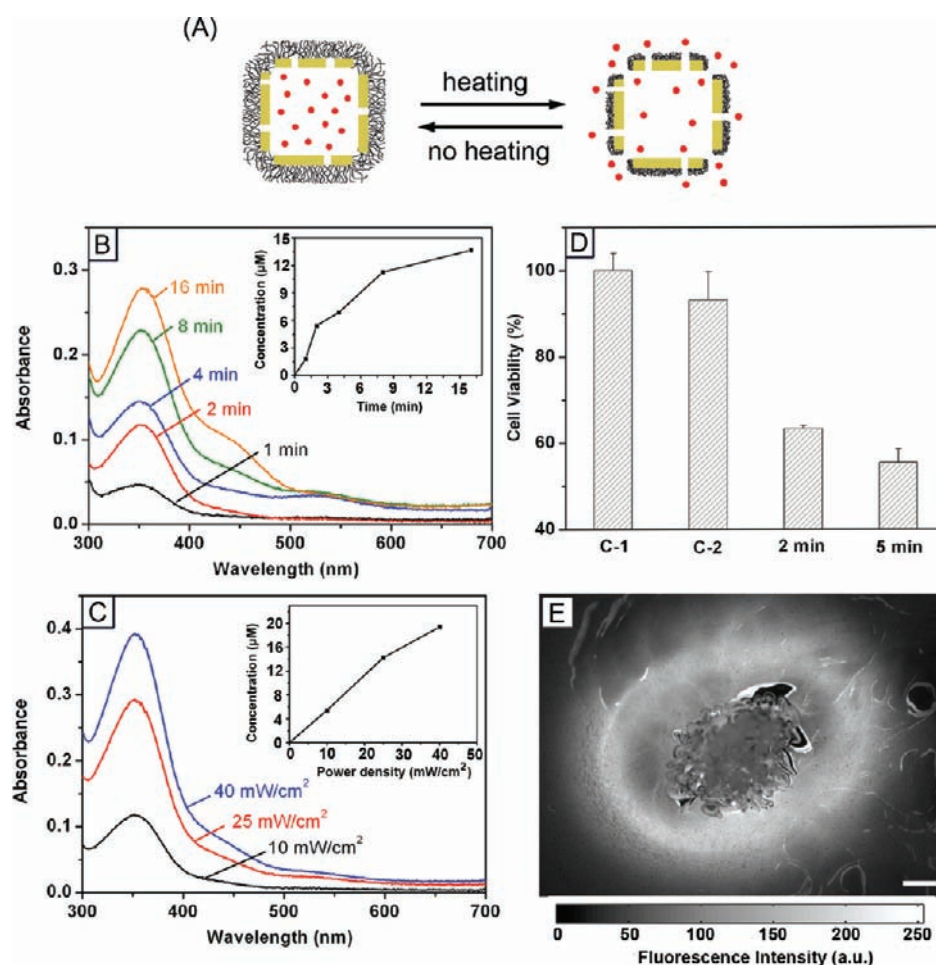 (A)
heating
no heating
B
Absorbance
0.3
0.2
0.1
0.0
16 min
8 min
4 min
2 min
1 min
300 400 500 600 700
Wavelength (nm)
Concentration (μM)
15
12
9
6
3
0
0 3 6 9 12 15
Time (min)
D
Cell Viability (%)
100
80
60
40
C-1 C-2 2 min 5 min
C
Absorbance
0.4
0.3
0.2
0.1
0.0
40 mW/cm²
25 mW/cm²
10 mW/cm²
300 400 500 600 700
Wavelength (nm)
Concentration (μM)
20
16
12
8
4
0
0 10 20 30 40 50
Power density (mW/cm²)
E
0 50 100 150 200 250
Fluorescence Intensity (a.u.)